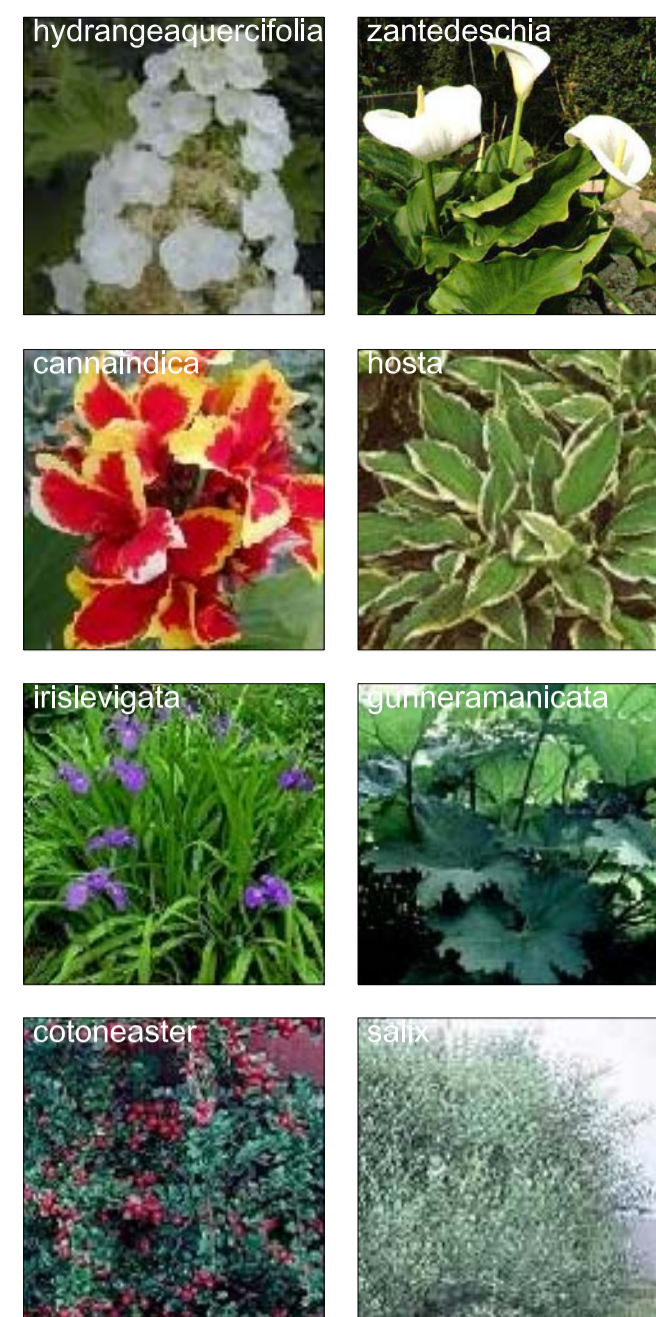 hydrangeaquercifolia
zantedeschia
cannaindica
hosta
irislevigata
gunneramanicata
cotoneaster
salix